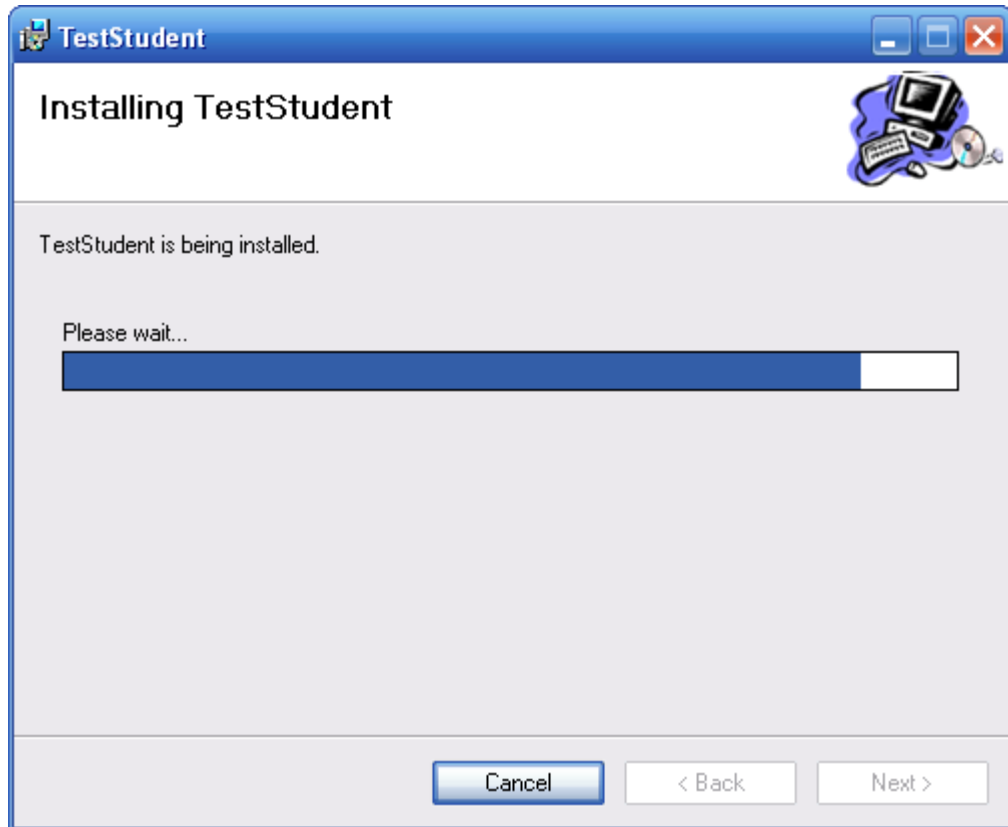 TestStudent
Installing TestStudent
TestStudent is being installed.
Please wait...
Cancel
< Back
Next >